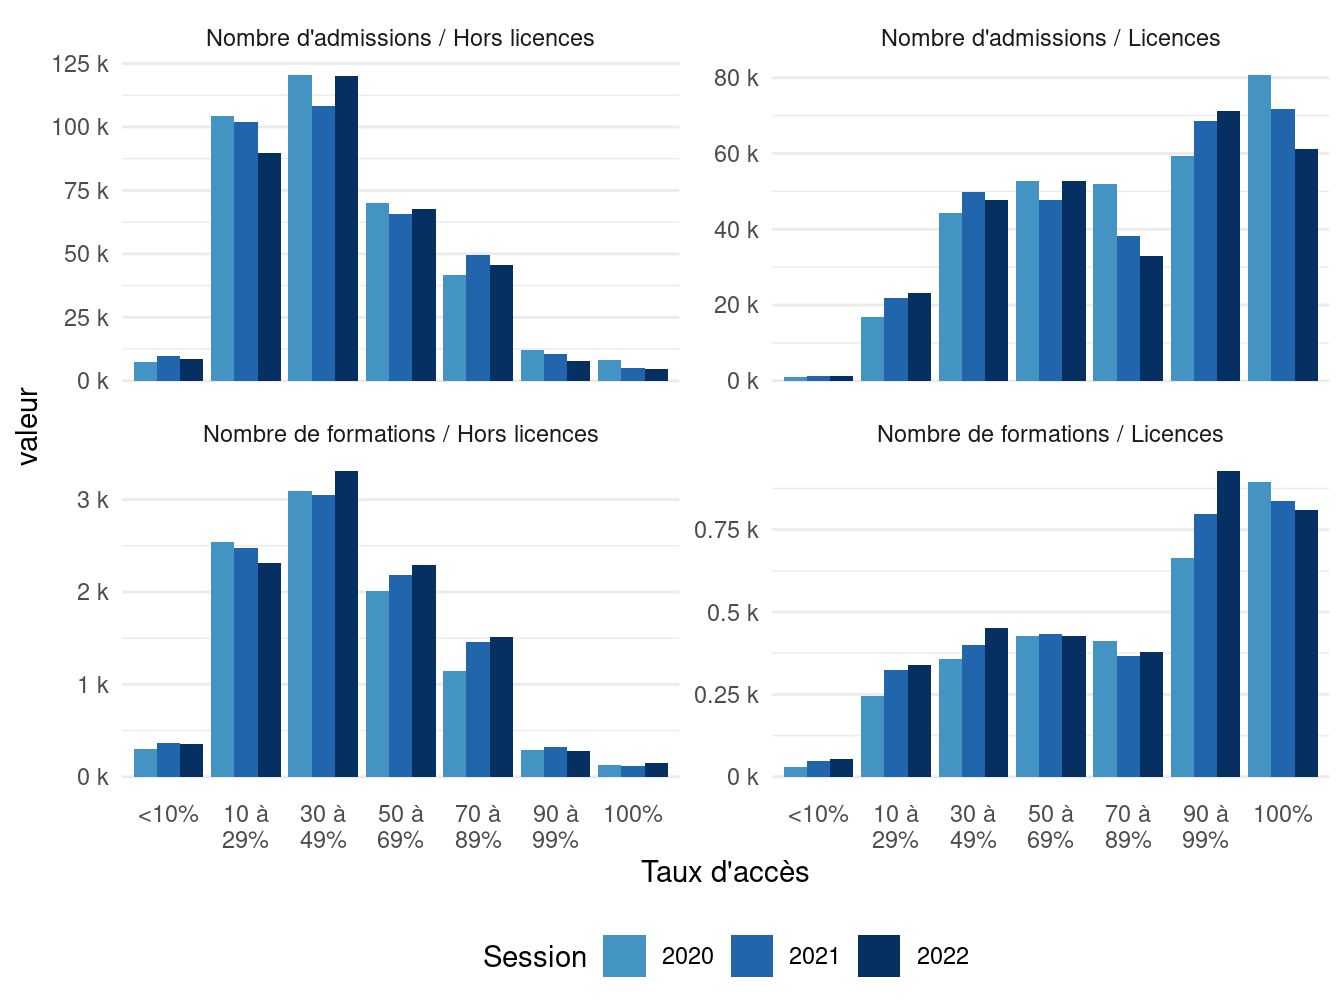 Nombre d'admissions / Hors licences
Nombre d'admissions / Licences
125 k
100 k
75 k
50 k
25 k
0 k
80 k
60 k
40 k
20 k
0 k
valeur
Nombre de formations / Hors licences
Nombre de formations / Licences
3 k
2 k
1 k
0 k
0.75 k
0.5 k
0.25 k
0 k
<10% 10 à 30 à 50 à 70 à 90 à 100%
29% 49% 69% 89% 99%
<10% 10 à 30 à 50 à 70 à 90 à 100%
29% 49% 69% 89% 99%
Taux d'accès
Session 2020 2021 2022